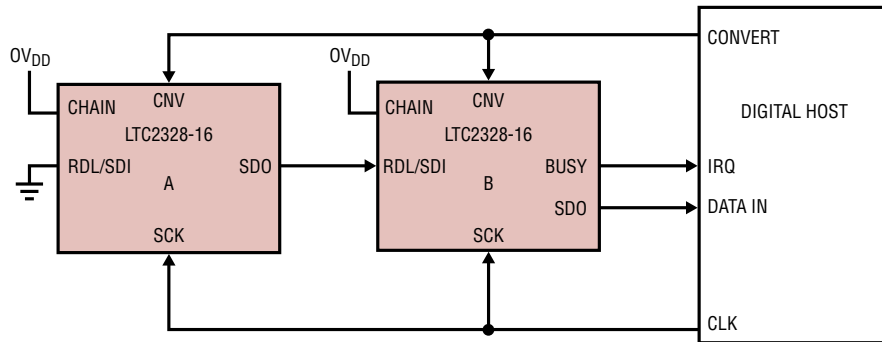 CONVERT
OVDD
OVDD
CHAIN
CNV
CHAIN
CNV
DIGITAL HOST
LTC2328-16
LTC2328-16
RDL/SDI
SDO
RDL/SDI
BUSY
IRQ
A
B
SDO
DATA IN
SCK
SCK
CLK